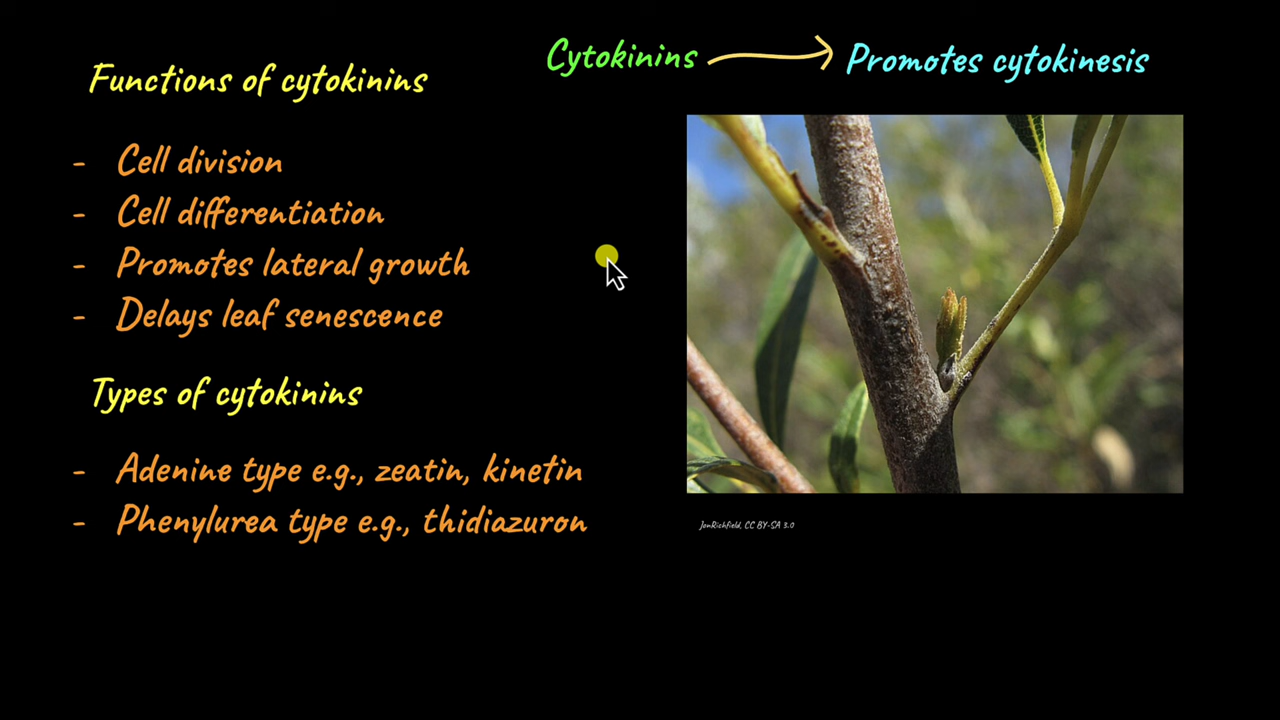 Cytokinins
Promotes cytokinesis
Functions of cytokinins
- Cell division
- Cell differentiation
- Promotes lateral growth
- Delays leaf senescence
Types of cytokinins
- Adenine type e.g., zeatin, kinetin
- Phenylurea type e.g., thidiazuron
JonRichfield, CC BY-SA 3.0